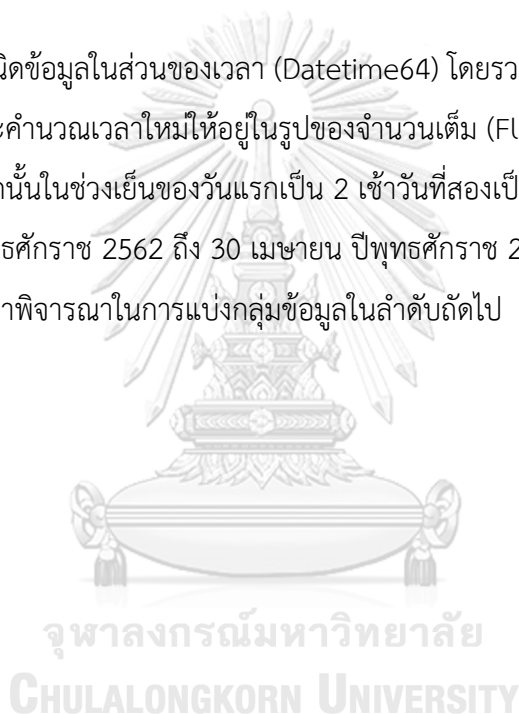 นิดข้อมูลในส่วนของเวลา (Datetime64) โดยรว
ะคำนวณเวลาใหม่ให้อยู่ในรูปของจำนวนเต็ม (Fl
านั้นในช่วงเย็นของวันแรกเป็น 2 เช้าวันที่สองเป็
ทธศักราช 2562 ถึง 30 เมษายน ปีพุทธศักราช 2
าพิจารณาในการแบ่งกลุ่มข้อมูลในลำดับถัดไป
จุฬาลงกรณ์มหาวิทยาลัย
CHULALONGKORN UNIVERSITY